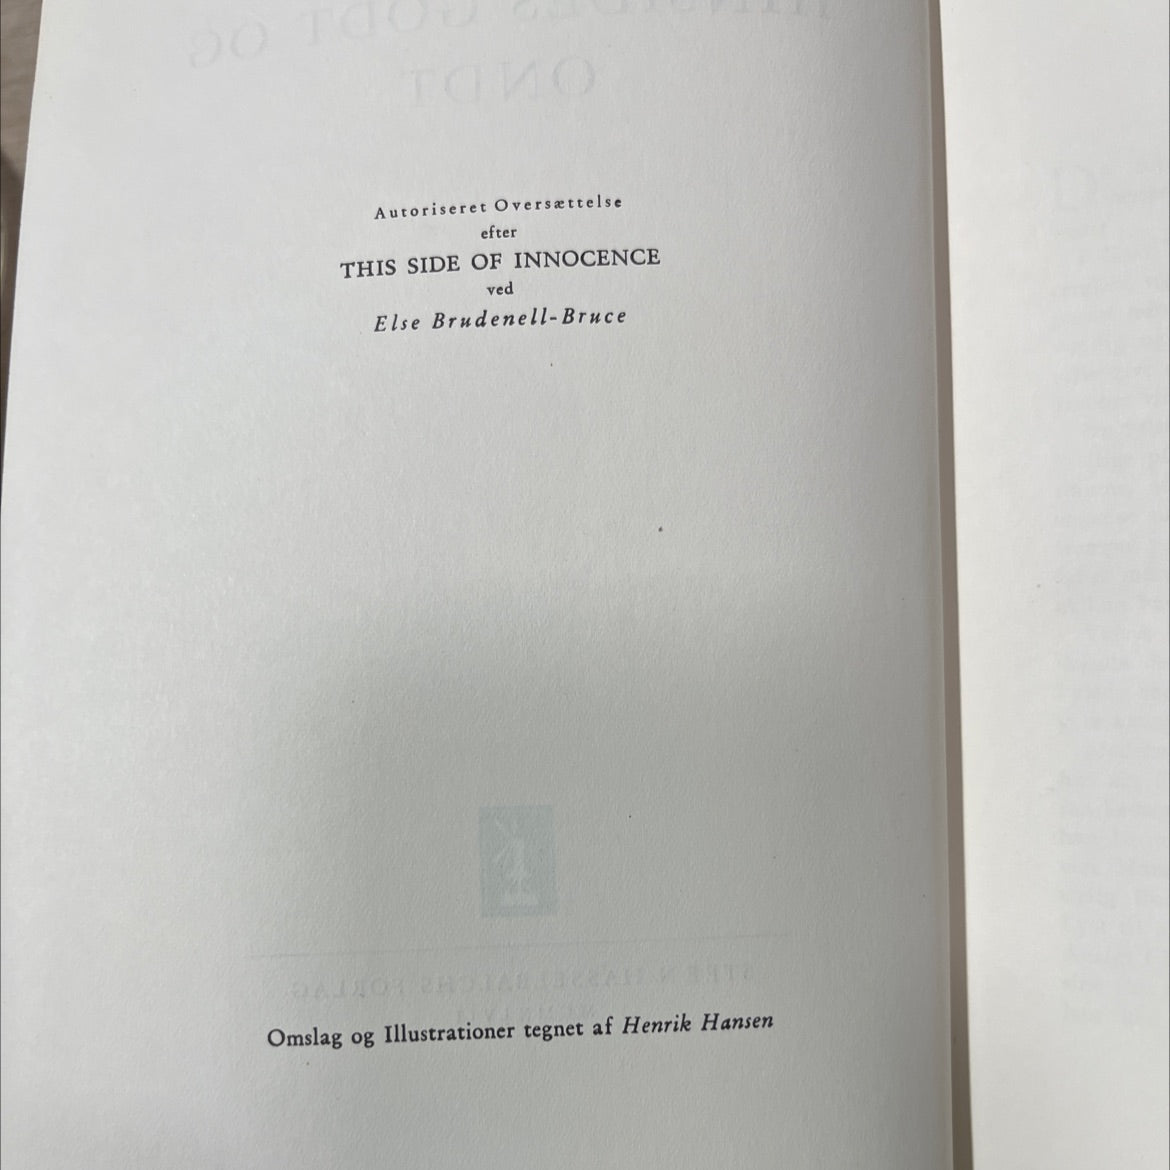 Autoriseret Oversættelse
efter
THIS SIDE OF INNOCENCE
ved
Else Brudenell-Bruce
Omslag og Illustrationer tegnet af Henrik Hansen